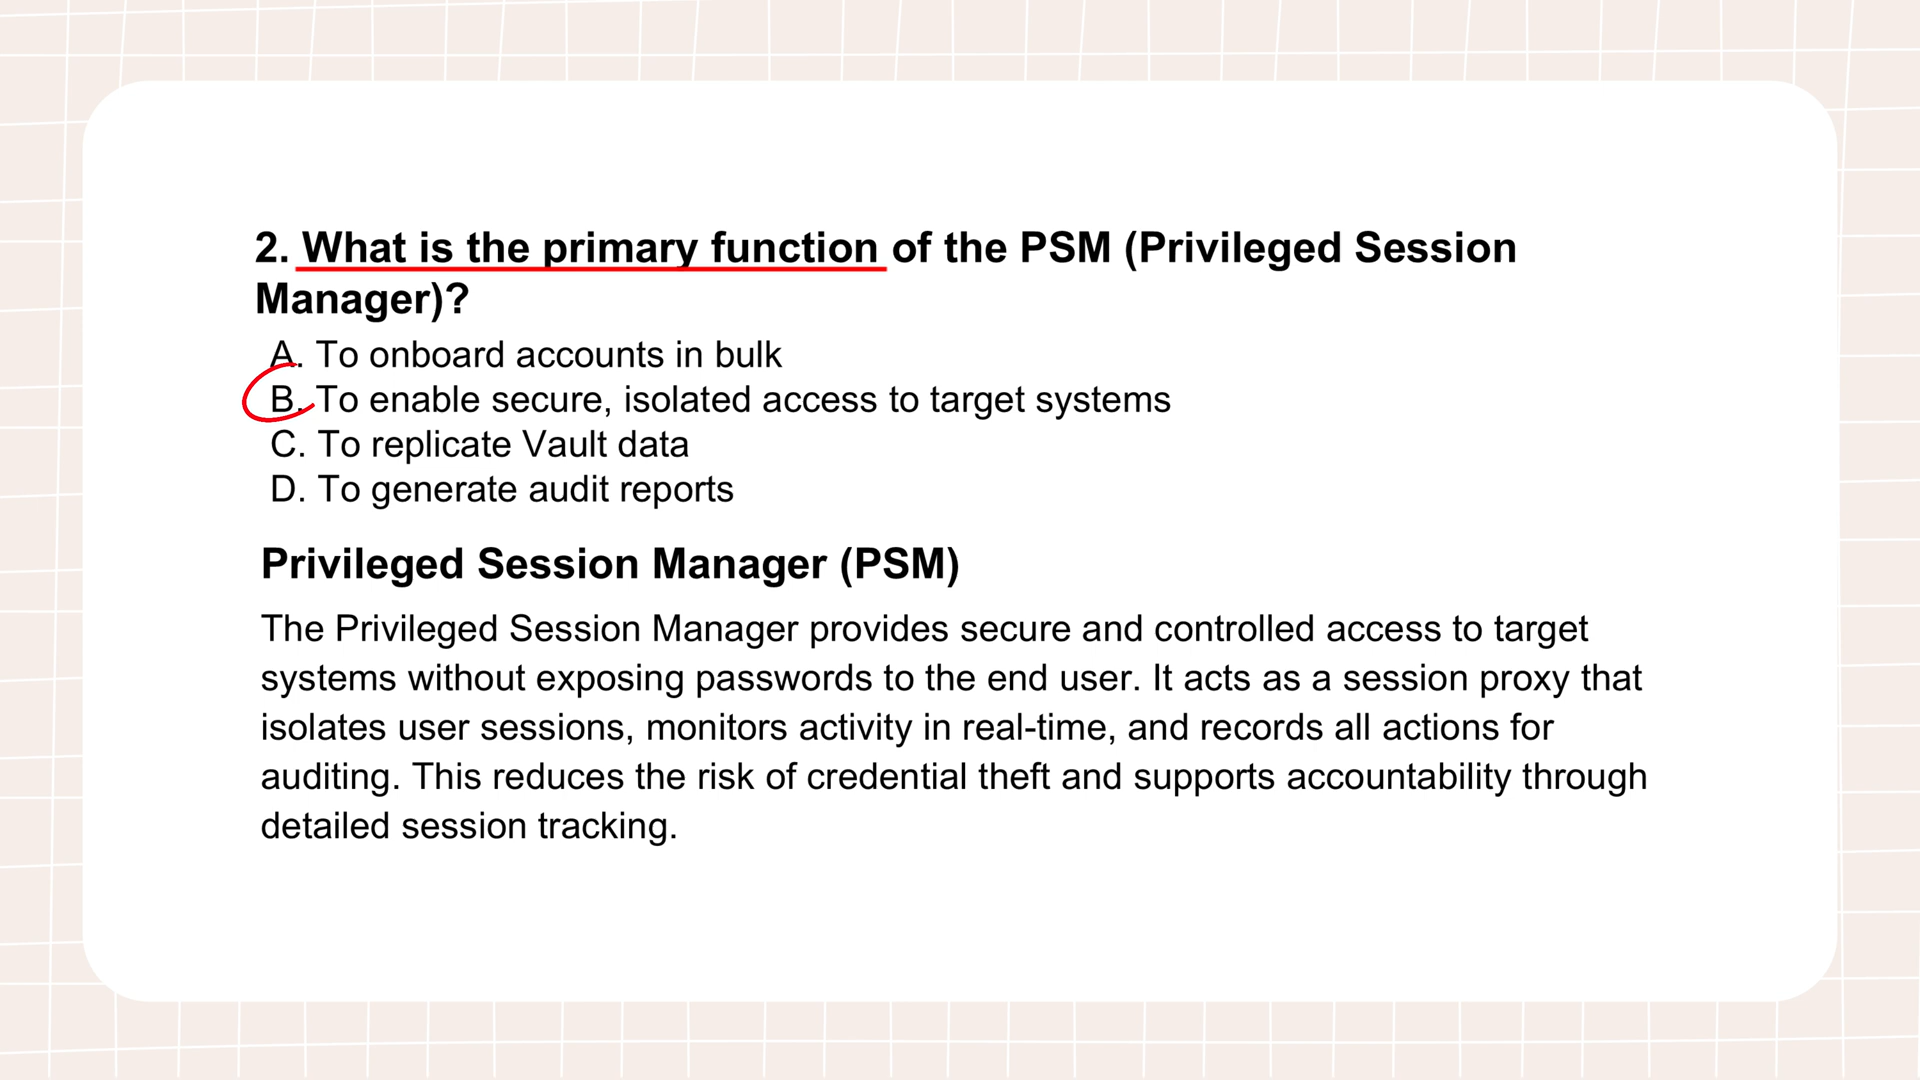 2. What is the primary function of the PSM (Privileged Session
Manager)?
A. To onboard accounts in bulk
B. To enable secure, isolated access to target systems
C. To replicate Vault data
D. To generate audit reports
Privileged Session Manager (PSM)
The Privileged Session Manager provides secure and controlled access to target
systems without exposing passwords to the end user. It acts as a session proxy that
isolates user sessions, monitors activity in real-time, and records all actions for
auditing. This reduces the risk of credential theft and supports accountability through
detailed session tracking.